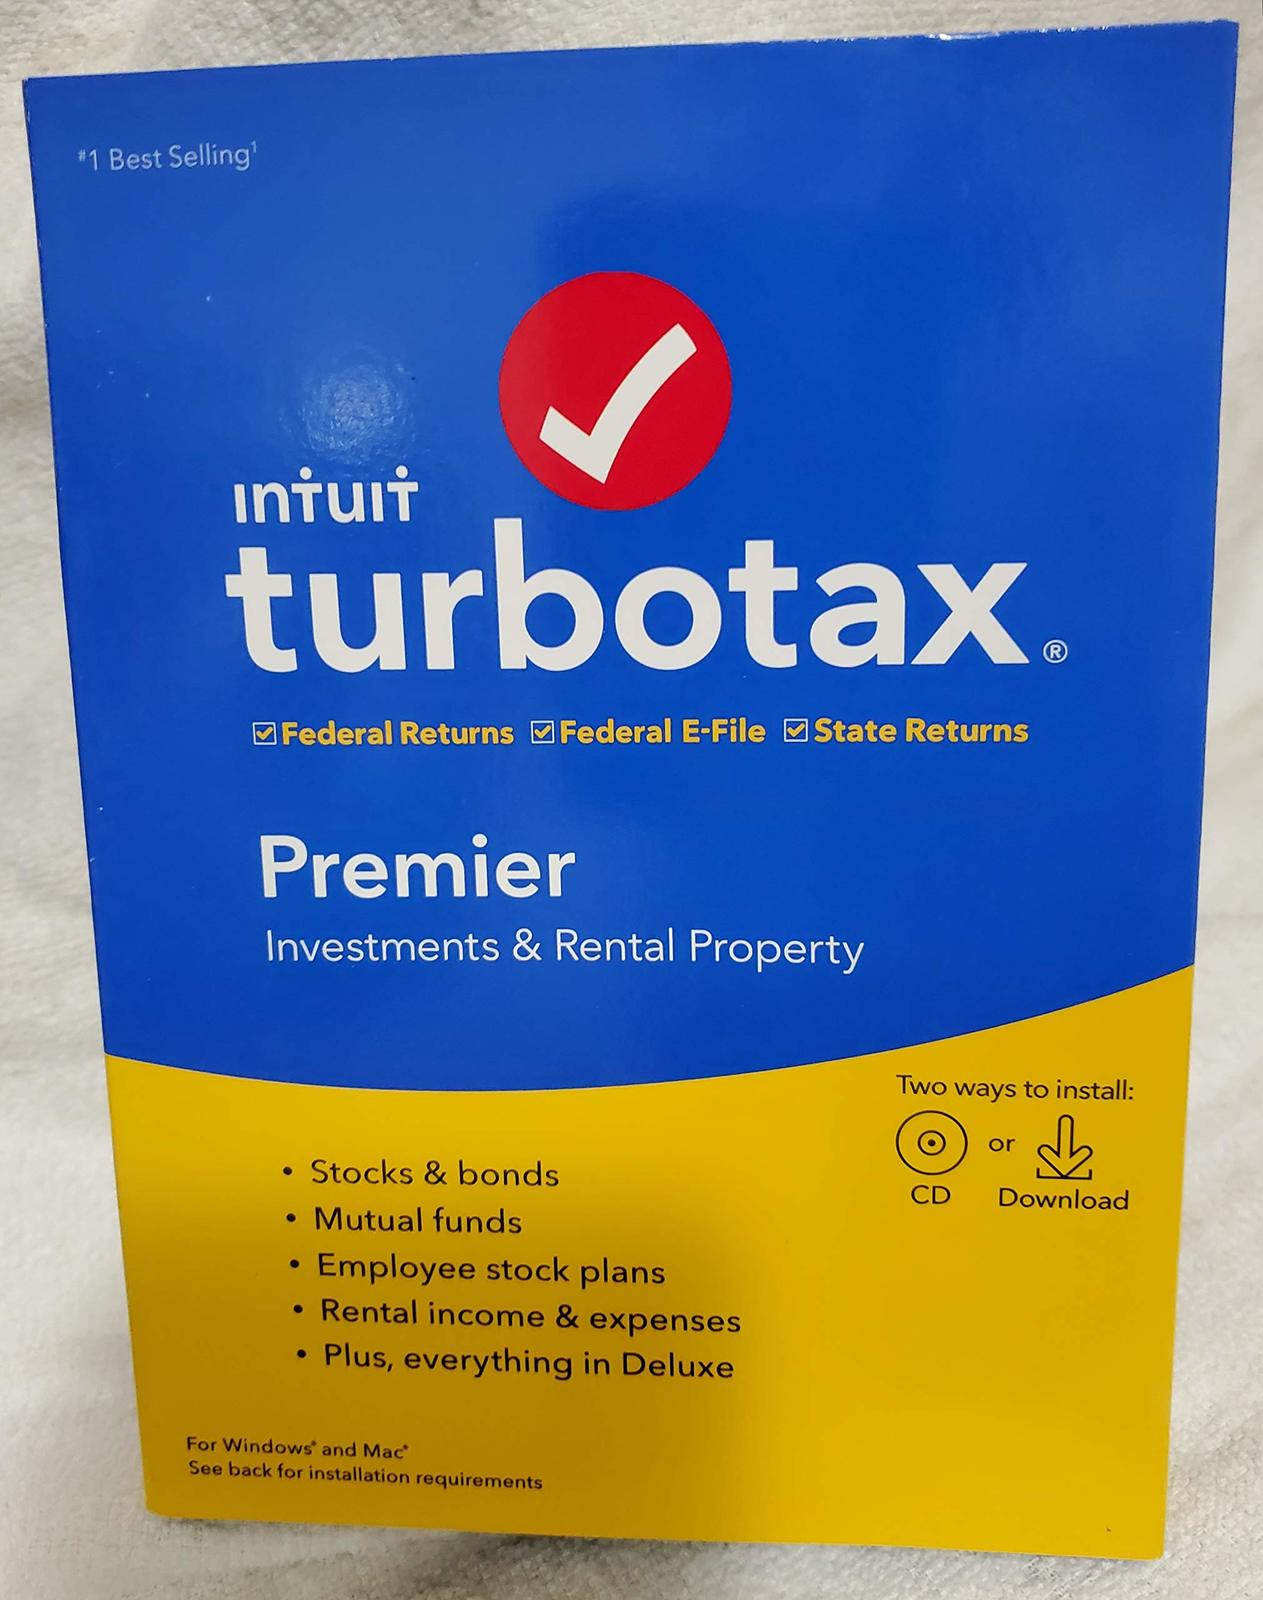 #1 Best Selling¹
ıntuıt
turbotax®
Federal Returns Federal E-File State Returns
Premier
Investments & Rental Property
Two ways to install:
or
CD Download
• Stocks & bonds
• Mutual funds
• Employee stock plans
• Rental income & expenses
• Plus, everything in Deluxe
For Windows® and Mac®
See back for installation requirements